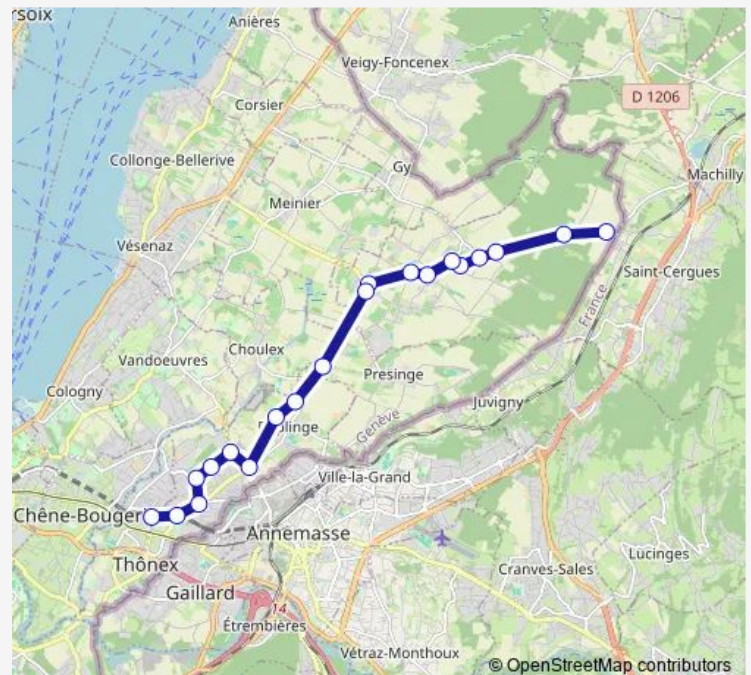 rsoix
Anières
Veigy-Foncenex
D 1206
Corsier
Collonge-Bellerive
Gy
Machilly
Meinier
Vésenaz
Saint-Cergues
France
Choulex
Vandoeuvres
Presinge
Cologny
Juvigny
Genève
linge
Ville-la-Grand
Chêne-Bouger
Annemasse
Thônex
Lucinges
Cranves-Sales
Gaillard
14
Étrembières
Vétraz-Monthoux
© OpenStreetMap contributors